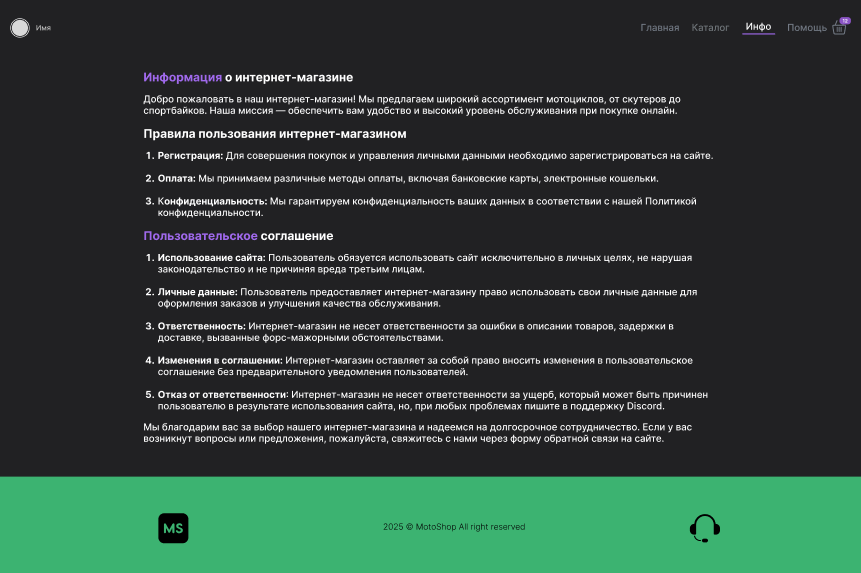 Имя
Главная Каталог Инфо Помощь 12
Информация о интернет-магазине
Добро пожаловать в наш интернет-магазин! Мы предлагаем широкий ассортимент мотоциклов, от скутеров до
спортбайков. Наша миссия — обеспечить вам удобство и высокий уровень обслуживания при покупке онлайн.
Правила пользования интернет-магазином
1. Регистрация: Для совершения покупок и управления личными данными необходимо зарегистрироваться на сайте.
2. Оплата: Мы принимаем различные методы оплаты, включая банковские карты, электронные кошельки.
3. Конфиденциальность: Мы гарантируем конфиденциальность ваших данных в соответствии с нашей Политикой
конфиденциальности.
Пользовательское соглашение
1. Использование сайта: Пользователь обязуется использовать сайт исключительно в личных целях, не нарушая
законодательство и не причиняя вреда третьим лицам.
2. Личные данные: Пользователь предоставляет интернет-магазину право использовать свои личные данные для
оформления заказов и улучшения качества обслуживания.
3. Ответственность: Интернет-магазин не несет ответственности за ошибки в описании товаров, задержки в
доставке, вызванные форс-мажорными обстоятельствами.
4. Изменения в соглашении: Интернет-магазин оставляет за собой право вносить изменения в пользовательское
соглашение без предварительного уведомления пользователей.
5. Отказ от ответственности: Интернет-магазин не несет ответственности за ущерб, который может быть причинен
пользователю в результате использования сайта, но, при любых проблемах пишите в поддержку Discord.
Мы благодарим вас за выбор нашего интернет-магазина и надеемся на долгосрочное сотрудничество. Если у вас
возникнут вопросы или предложения, пожалуйста, свяжитесь с нами через форму обратной связи на сайте.
MS
2025 © MotoShop All right reserved